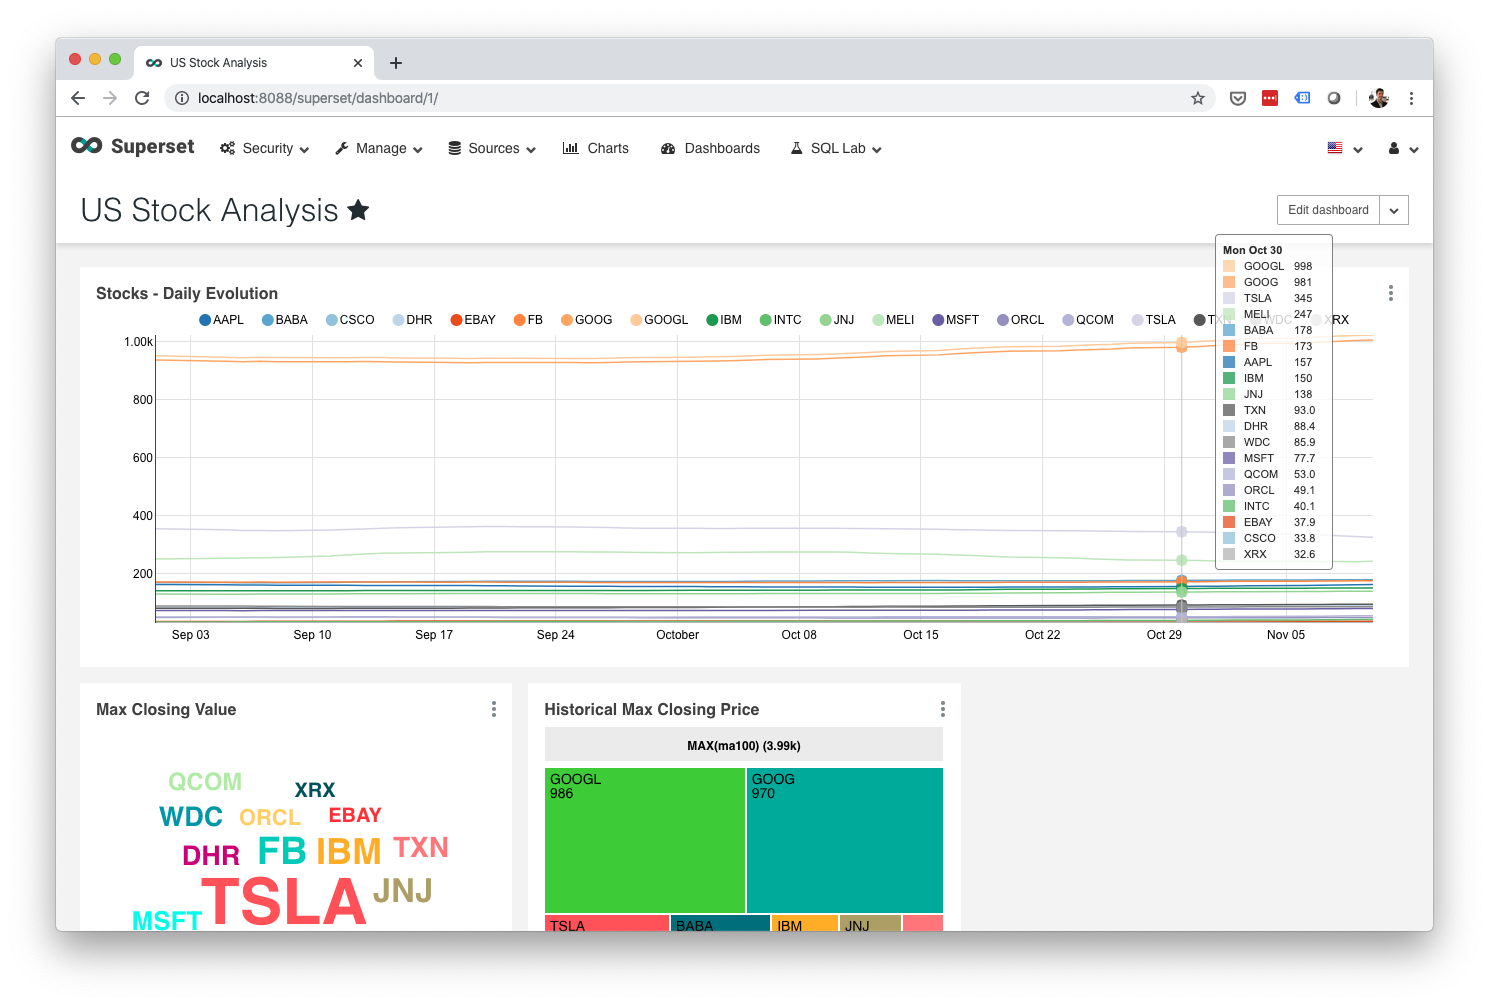 US Stock Analysis
localhost:8088/superset/dashboard/1/
Superset Security Manage Sources Charts Dashboards SQL Lab
US Stock Analysis
Edit dashboard
Stocks - Daily Evolution
AAPL BABA CSCO DHR EBAY FB GOOG GOOGL IBM INTC JNJ MELI MSFT ORCL QCOM TSLA TXN WDC XRX
1.00k
800
600
400
200
Sep 03 Sep 10 Sep 17 Sep 24 October Oct 08 Oct 15 Oct 22 Oct 29 Nov 05
Mon Oct 30
GOOGL 998
GOOG 981
TSLA 345
MELI 247
BABA 178
FB 173
AAPL 157
IBM 150
JNJ 138
TXN 93.0
DHR 88.4
WDC 85.9
MSFT 77.7
QCOM 53.0
ORCL 49.1
INTC 40.1
EBAY 37.9
CSCO 33.8
XRX 32.6
Max Closing Value
QCOM XRX
WDC ORCL EBAY
DHR FB IBM TXN
TSLA JNJ
MSFT
Historical Max Closing Price
MAX(ma100) (3.99k)
GOOGL
986
GOOG
970
TSLA BABA IBM JNJ